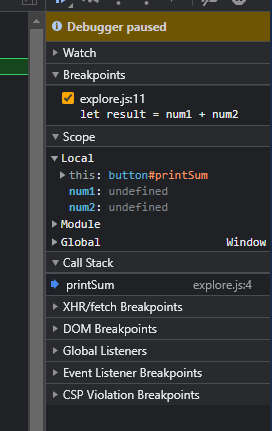 Debugger paused
Watch
Breakpoints
explore.js:11
let result = num1 + num2
Scope
Local
this: button#printSum
num1: undefined
num2: undefined
Module
Global Window
Call Stack
printSum explore.js:4
XHR/fetch Breakpoints
DOM Breakpoints
Global Listeners
Event Listener Breakpoints
CSP Violation Breakpoints